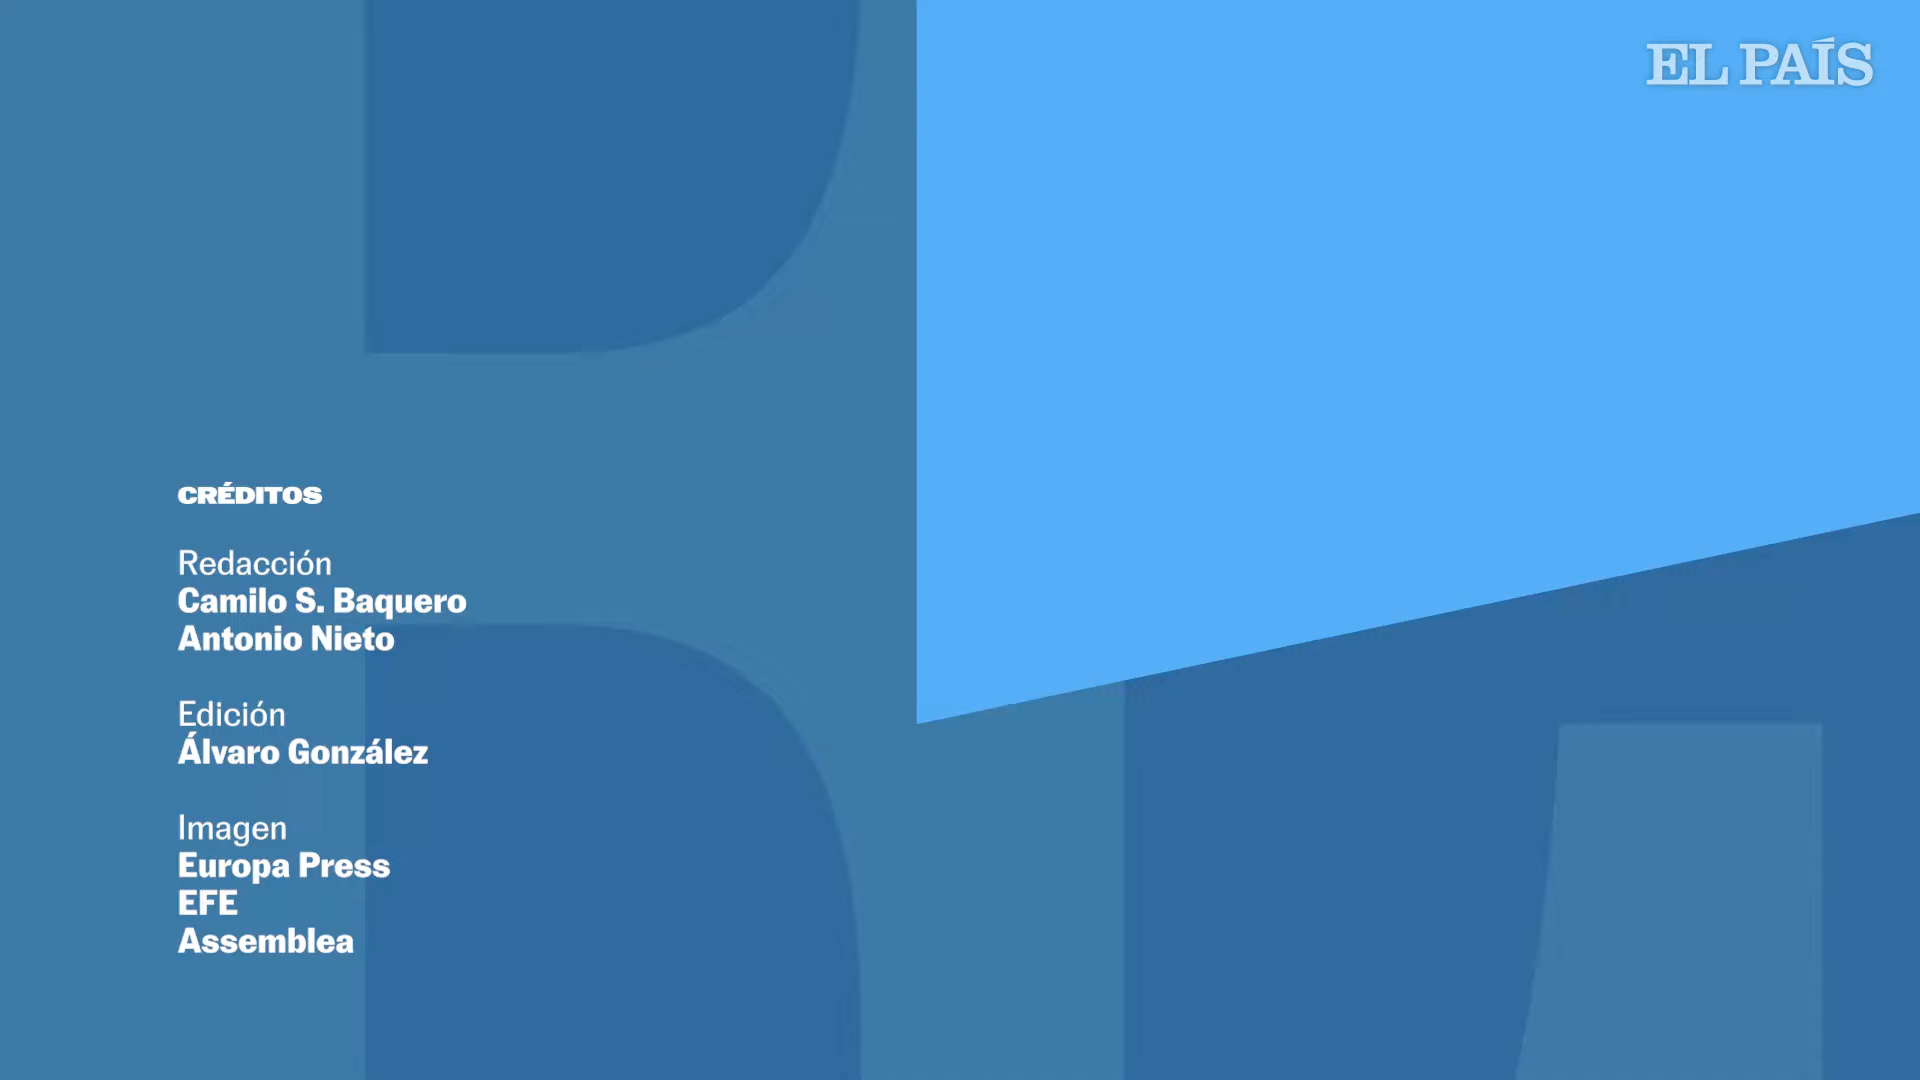 EL PAÍS
CRÉDITOS
Redacción
Camilo S. Baquero
Antonio Nieto
Edición
Álvaro González
Imagen
Europa Press
EFE
Assemblea